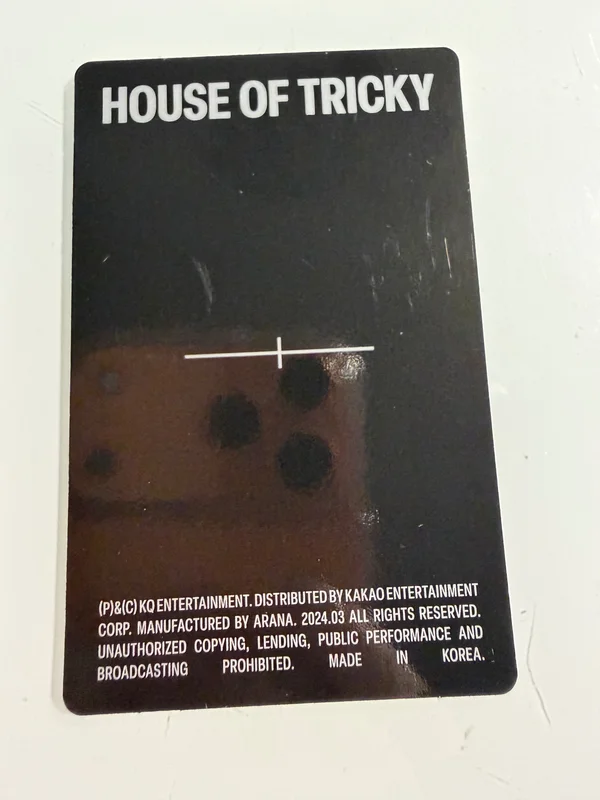 HOUSE OF TRICKY
(P)&(C) KQ ENTERTAINMENT. DISTRIBUTED BY KAKAO ENTERTAINMENT
CORP. MANUFACTURED BY ARANA. 2024.03 ALL RIGHTS RESERVED.
UNAUTHORIZED COPYING, LENDING, PUBLIC PERFORMANCE AND
BROADCASTING PROHIBITED. MADE IN KOREA.